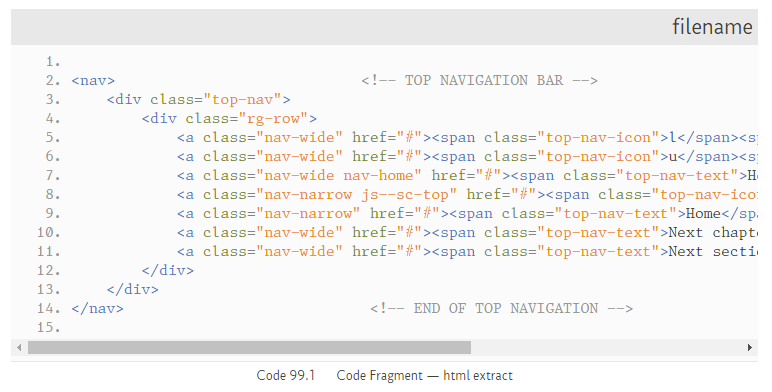 filename
1.
2. <nav> <!-- TOP NAVIGATION BAR -->
3. <div class="top-nav">
4. <div class="rg-row">
5. <a class="nav-wide" href="#"><span class="top-nav-icon">l</span><sp
6. <a class="nav-wide" href="#"><span class="top-nav-icon">u</span><sp
7. <a class="nav-wide nav-home" href="#"><span class="top-nav-text">Ho
8. <a class="nav-narrow js--sc-top" href="#"><span class="top-nav-ico
9. <a class="nav-narrow" href="#"><span class="top-nav-text">Home</spa
10. <a class="nav-wide" href="#"><span class="top-nav-text">Next chapt
11. <a class="nav-wide" href="#"><span class="top-nav-text">Next secti
12. </div>
13. </div>
14. </nav> <!-- END OF TOP NAVIGATION -->
15.
Code 99.1 Code Fragment — html extract